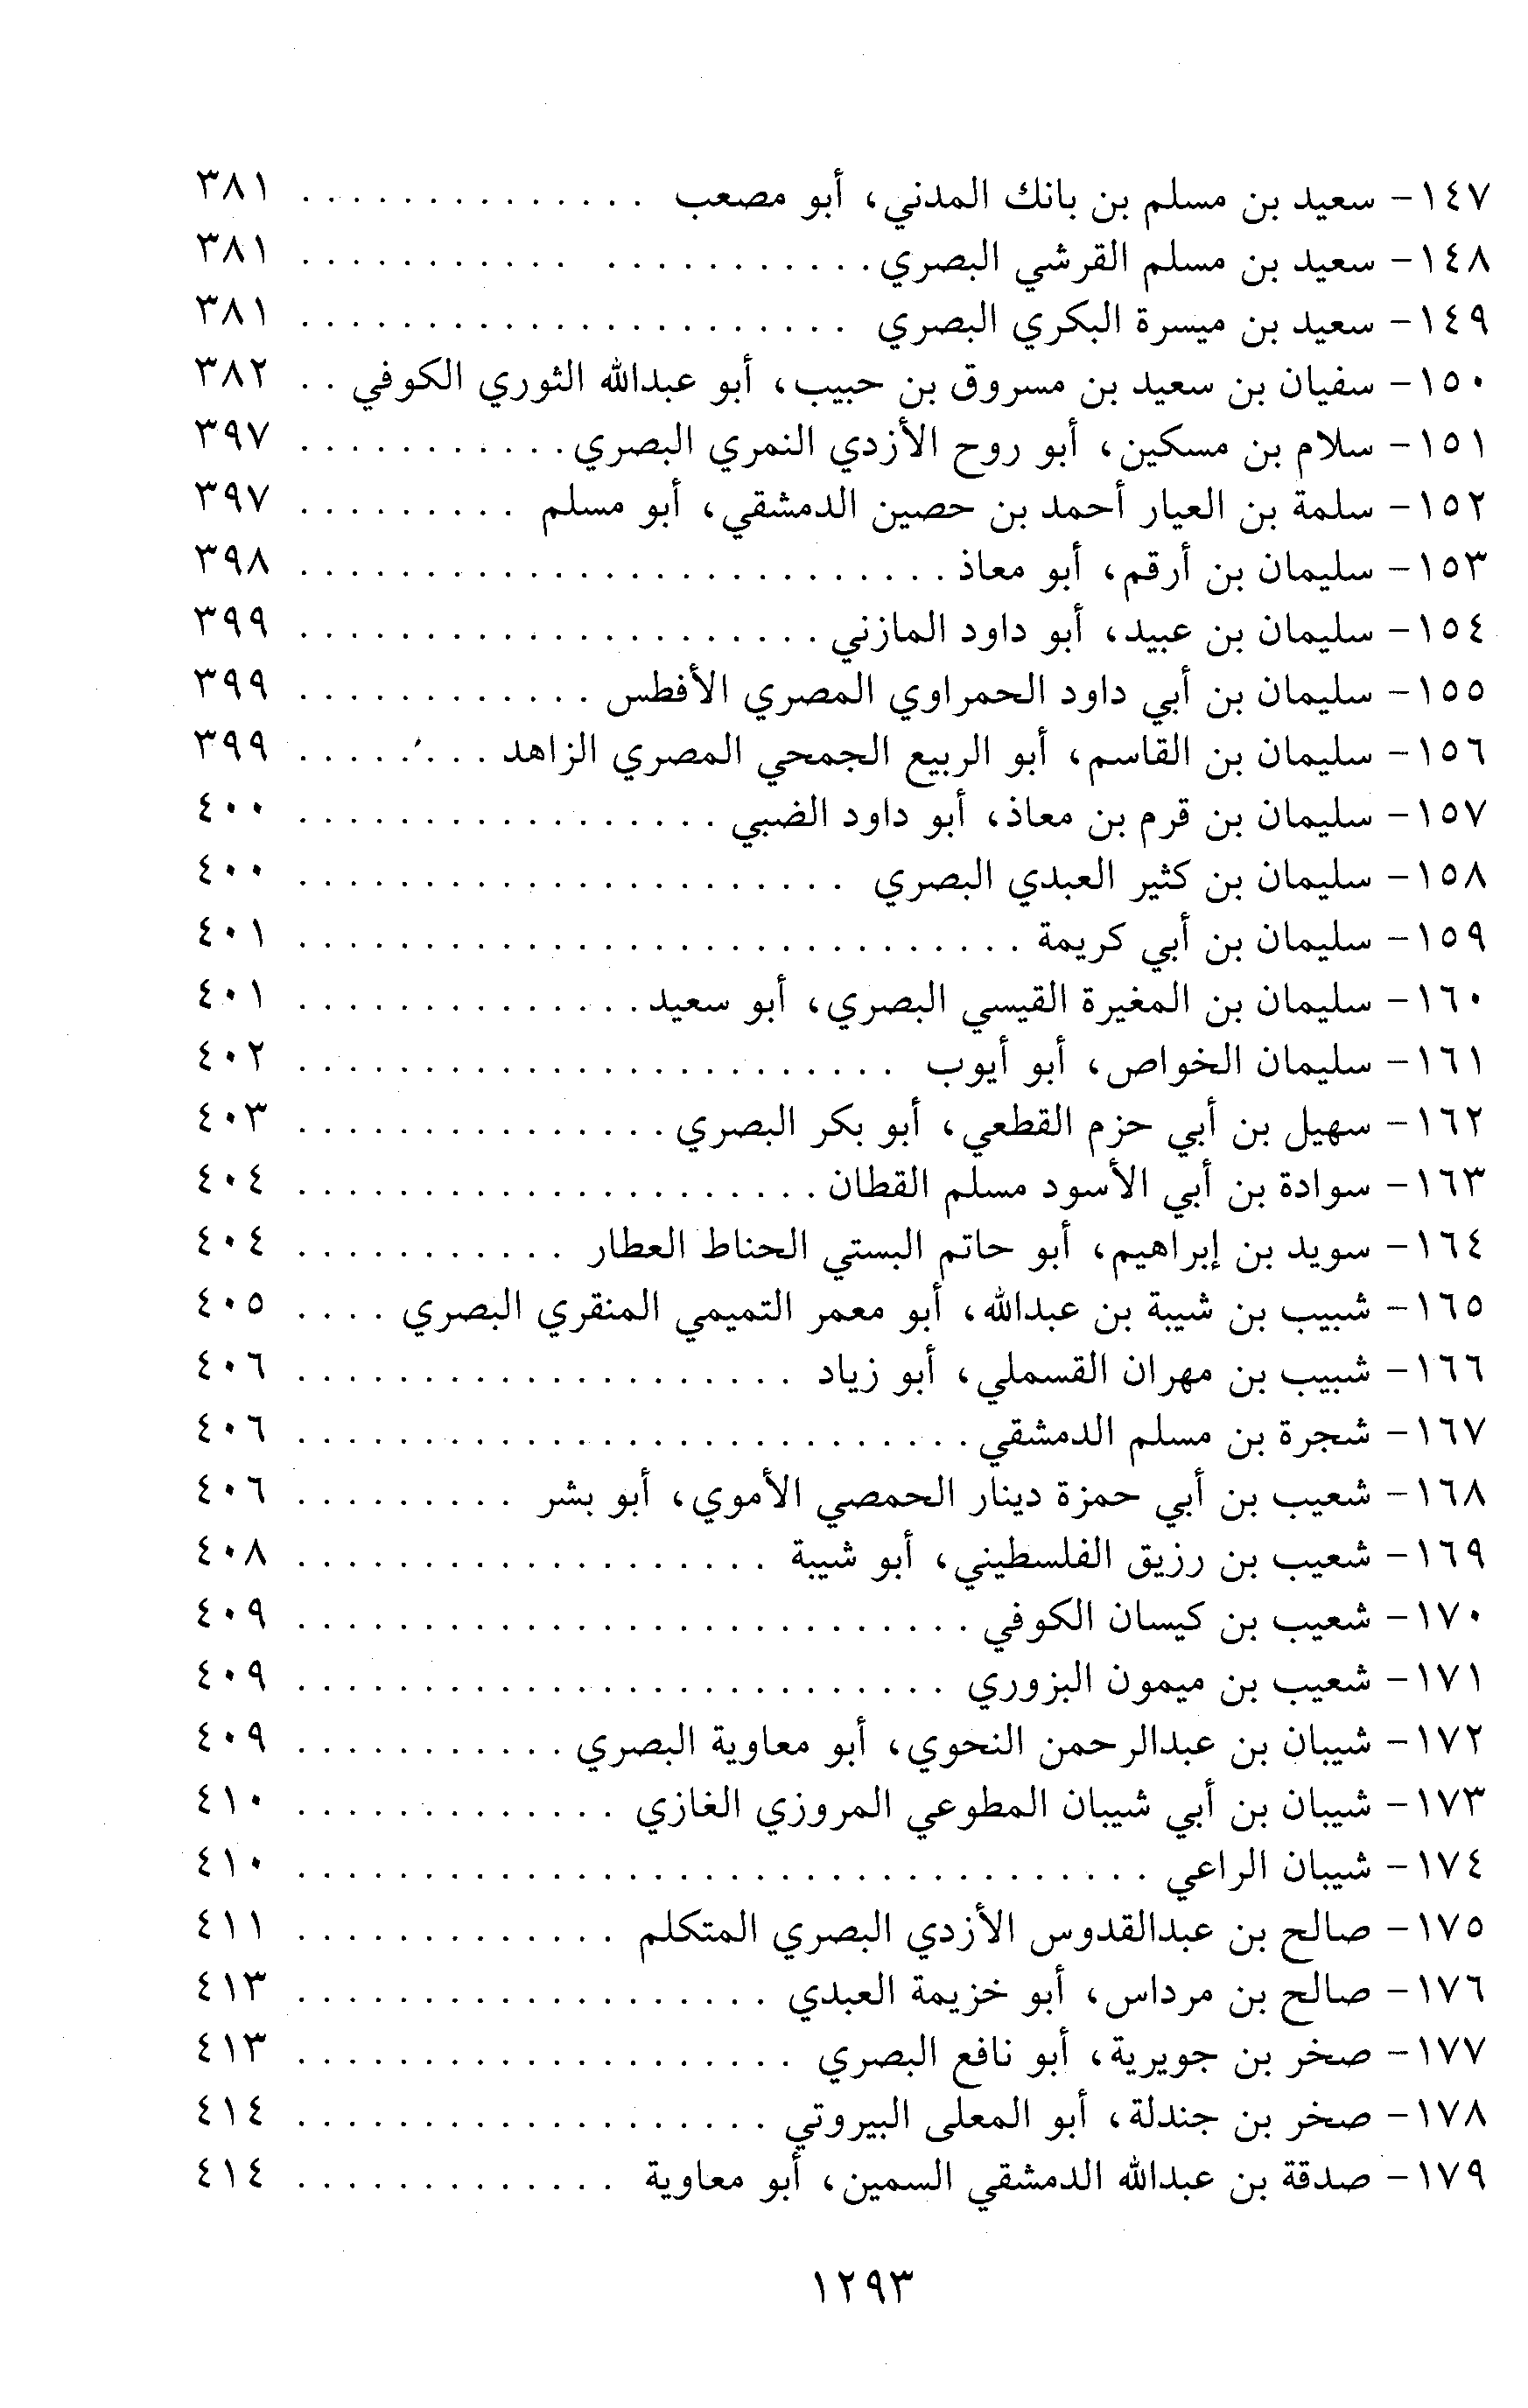 ١٤٧- سعيد بن مسلم بن بانك المدني، أبو مصعب . . . . . . . . . . . . . . ٣٨١
١٤٨- سعيد بن مسلم القرشي البصري . . . . . . . . . . . . . . . . . . . . . . ٣٨١
١٤٩- سعيد بن ميسرة البكري البصري . . . . . . . . . . . . . . . . . . . . . . ٣٨١
١٥٠- سفيان بن سعيد بن مسروق بن حبيب، أبو عبدالله الثوري الكوفي . . ٣٨٢
١٥١- سلام بن مسكين، أبو روح الأزدي النمري البصري . . . . . . . . . . . ٣٩٧
١٥٢- سلمة بن العيار أحمد بن حصين الدمشقي، أبو مسلم . . . . . . . . . ٣٩٧
١٥٣- سليمان بن أرقم، أبو معاذ . . . . . . . . . . . . . . . . . . . . . . . . . . ٣٩٨
١٥٤- سليمان بن عبيد، أبو داود المازني . . . . . . . . . . . . . . . . . . . . . ٣٩٩
١٥٥- سليمان بن أبي داود الحمراوي المصري الأفطس . . . . . . . . . . . . ٣٩٩
١٥٦- سليمان بن القاسم، أبو الربيع الجمحي المصري الزاهد . . . . . . . . ٣٩٩
١٥٧- سليمان بن قرم بن معاذ، أبو داود الضبي . . . . . . . . . . . . . . . . . ٤٠٠
١٥٨- سليمان بن كثير العبدي البصري . . . . . . . . . . . . . . . . . . . . . . ٤٠٠
١٥٩- سليمان بن أبي كريمة . . . . . . . . . . . . . . . . . . . . . . . . . . . . . ٤٠١
١٦٠- سليمان بن المغيرة القيسي البصري، أبو سعيد . . . . . . . . . . . . . . ٤٠١
١٦١- سليمان الخواص، أبو أيوب . . . . . . . . . . . . . . . . . . . . . . . . ٤٠٢
١٦٢- سهيل بن أبي حزم القطعي، أبو بكر البصري . . . . . . . . . . . . . . . ٤٠٣
١٦٣- سوادة بن أبي الأسود مسلم القطان . . . . . . . . . . . . . . . . . . . . . ٤٠٤
١٦٤- سويد بن إبراهيم، أبو حاتم البستي الحناط العطار . . . . . . . . . . . ٤٠٤
١٦٥- شبيب بن شيبة بن عبدالله، أبو معمر التميمي المنقري البصري . . . . ٤٠٥
١٦٦- شبيب بن مهران القسملي، أبو زياد . . . . . . . . . . . . . . . . . . . . ٤٠٦
١٦٧- شجرة بن مسلم الدمشقي . . . . . . . . . . . . . . . . . . . . . . . . . . . ٤٠٦
١٦٨- شعيب بن أبي حمزة دينار الحمصي الأموي، أبو بشر . . . . . . . . . ٤٠٦
١٦٩- شعيب بن رزيق الفلسطيني، أبو شيبة . . . . . . . . . . . . . . . . . . . ٤٠٨
١٧٠- شعيب بن كيسان الكوفي . . . . . . . . . . . . . . . . . . . . . . . . . . . ٤٠٩
١٧١- شعيب بن ميمون البزوري . . . . . . . . . . . . . . . . . . . . . . . . . . ٤٠٩
١٧٢- شيبان بن عبدالرحمن النحوي، أبو معاوية البصري . . . . . . . . . . . ٤٠٩
١٧٣- شيبان بن أبي شيبان المطوعي المروزي الغازي . . . . . . . . . . . . . ٤١٠
١٧٤- شيبان الراعي . . . . . . . . . . . . . . . . . . . . . . . . . . . . . . . . . . ٤١٠
١٧٥- صالح بن عبدالقدوس الأزدي البصري المتكلم . . . . . . . . . . . . . ٤١١
١٧٦- صالح بن مرداس، أبو خزيمة العبدي . . . . . . . . . . . . . . . . . . . ٤١٣
١٧٧- صخر بن جويرية، أبو نافع البصري . . . . . . . . . . . . . . . . . . . . ٤١٣
١٧٨- صخر بن جندلة، أبو المعلى البيروتي . . . . . . . . . . . . . . . . . . . ٤١٤
١٧٩- صدقة بن عبدالله الدمشقي السمين، أبو معاوية . . . . . . . . . . . . . ٤١٤
١٢٩٣